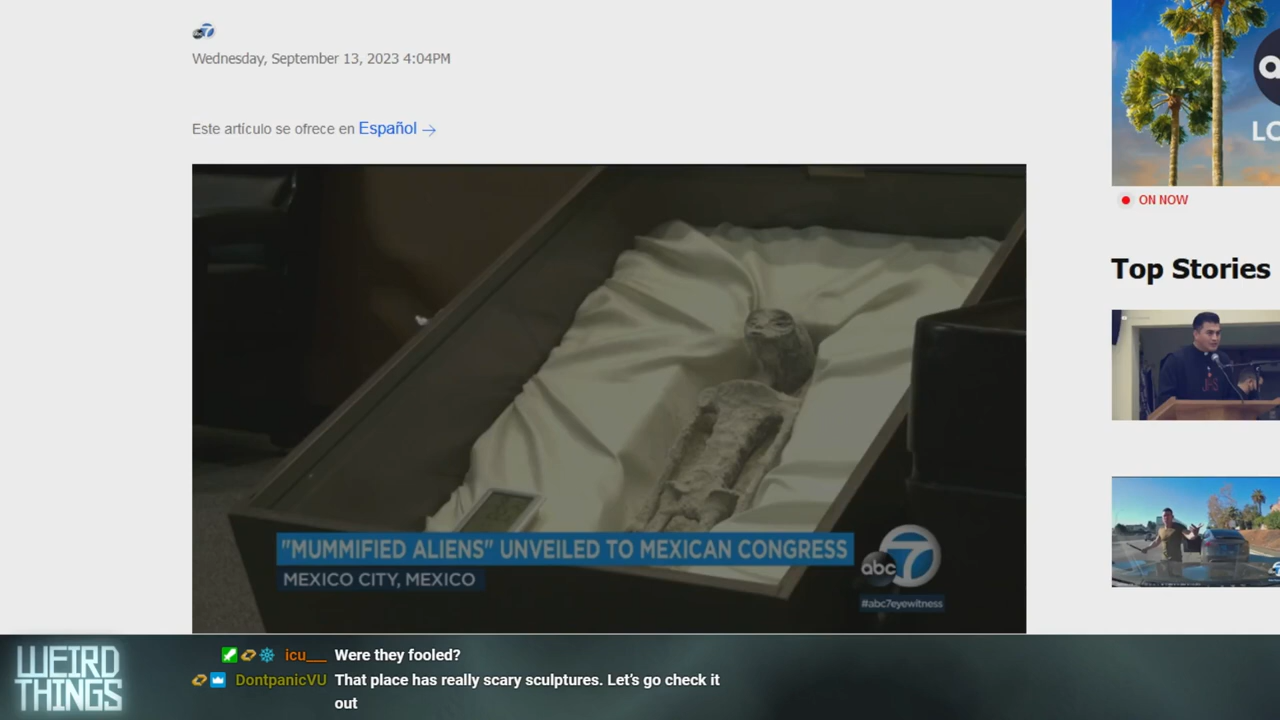 Wednesday, September 13, 2023 4:04PM
Este artículo se ofrece en Español →
ON NOW
Top Stories
"MUMMIFIED ALIENS" UNVEILED TO MEXICAN CONGRESS
MEXICO CITY, MEXICO
abc 7
#abc7eyewitness
WEIRD
THINGS
icu___ Were they fooled?
DontpanicVU That place has really scary sculptures. Let's go check it
out